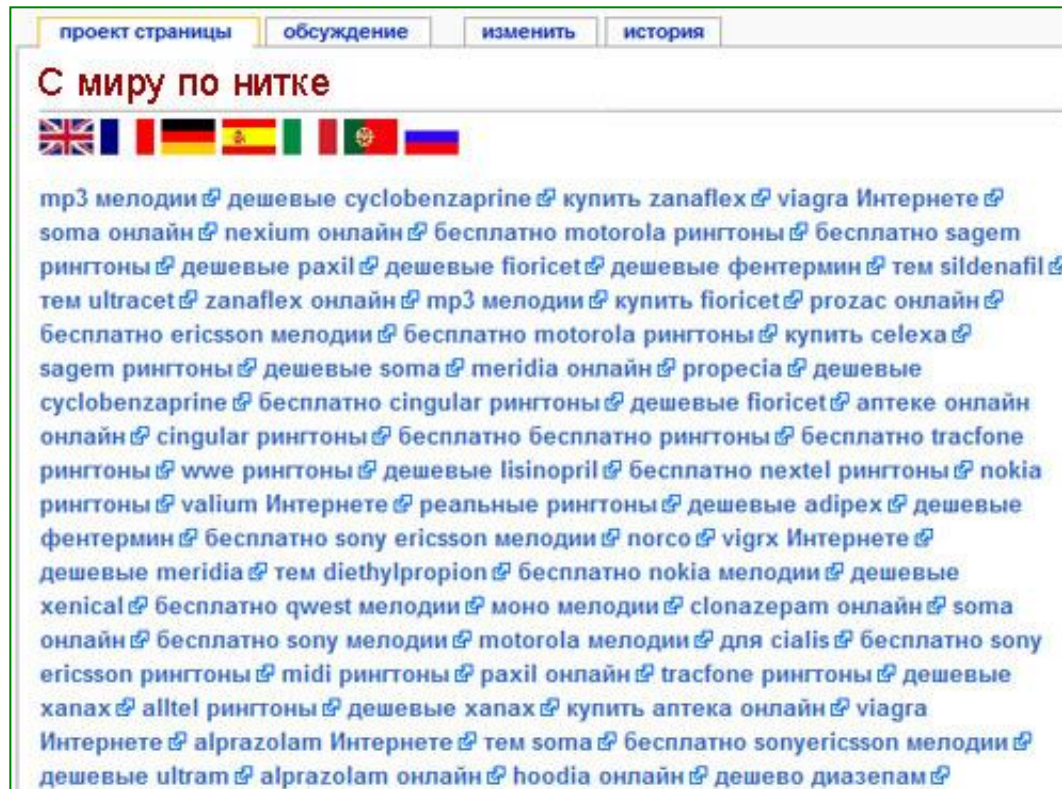 проект страницы обсуждение изменить история
С миру по нитке
mp3 мелодии дешевые cyclobenzaprine купить zanaflex viagra Интернете
soma онлайн nexium онлайн бесплатно motorola рингтоны бесплатно sagem
рингтоны дешевые paxil дешевые fioricet дешевые фентермин тем sildenafil
тем ultracet zanaflex онлайн mp3 мелодии купить fioricet prozac онлайн
бесплатно ericsson мелодии бесплатно motorola рингтоны купить celexa
sagem рингтоны дешевые soma meridia онлайн propecia дешевые
cyclobenzaprine бесплатно cingular рингтоны дешевые fioricet аптеке онлайн
онлайн cingular рингтоны бесплатно бесплатно рингтоны бесплатно tracfone
рингтоны wwe рингтоны дешевые lisinopril бесплатно nextel рингтоны nokia
рингтоны valium Интернете реальные рингтоны дешевые adipex дешевые
фентермин бесплатно sony ericsson мелодии norco vigrx Интернете
дешевые meridia тем diethylpropion бесплатно nokia мелодии дешевые
xenical бесплатно qwest мелодии моно мелодии clonazepam онлайн soma
онлайн бесплатно sony мелодии motorola мелодии для cialis бесплатно sony
ericsson рингтоны midi рингтоны paxil онлайн tracfone рингтоны дешевые
xanax alltel рингтоны дешевые xanax купить аптека онлайн viagra
Интернете alprazolam Интернете тем soma бесплатно sonyericsson мелодии
дешевые ultram alprazolam онлайн hoodia онлайн дешево диазепам